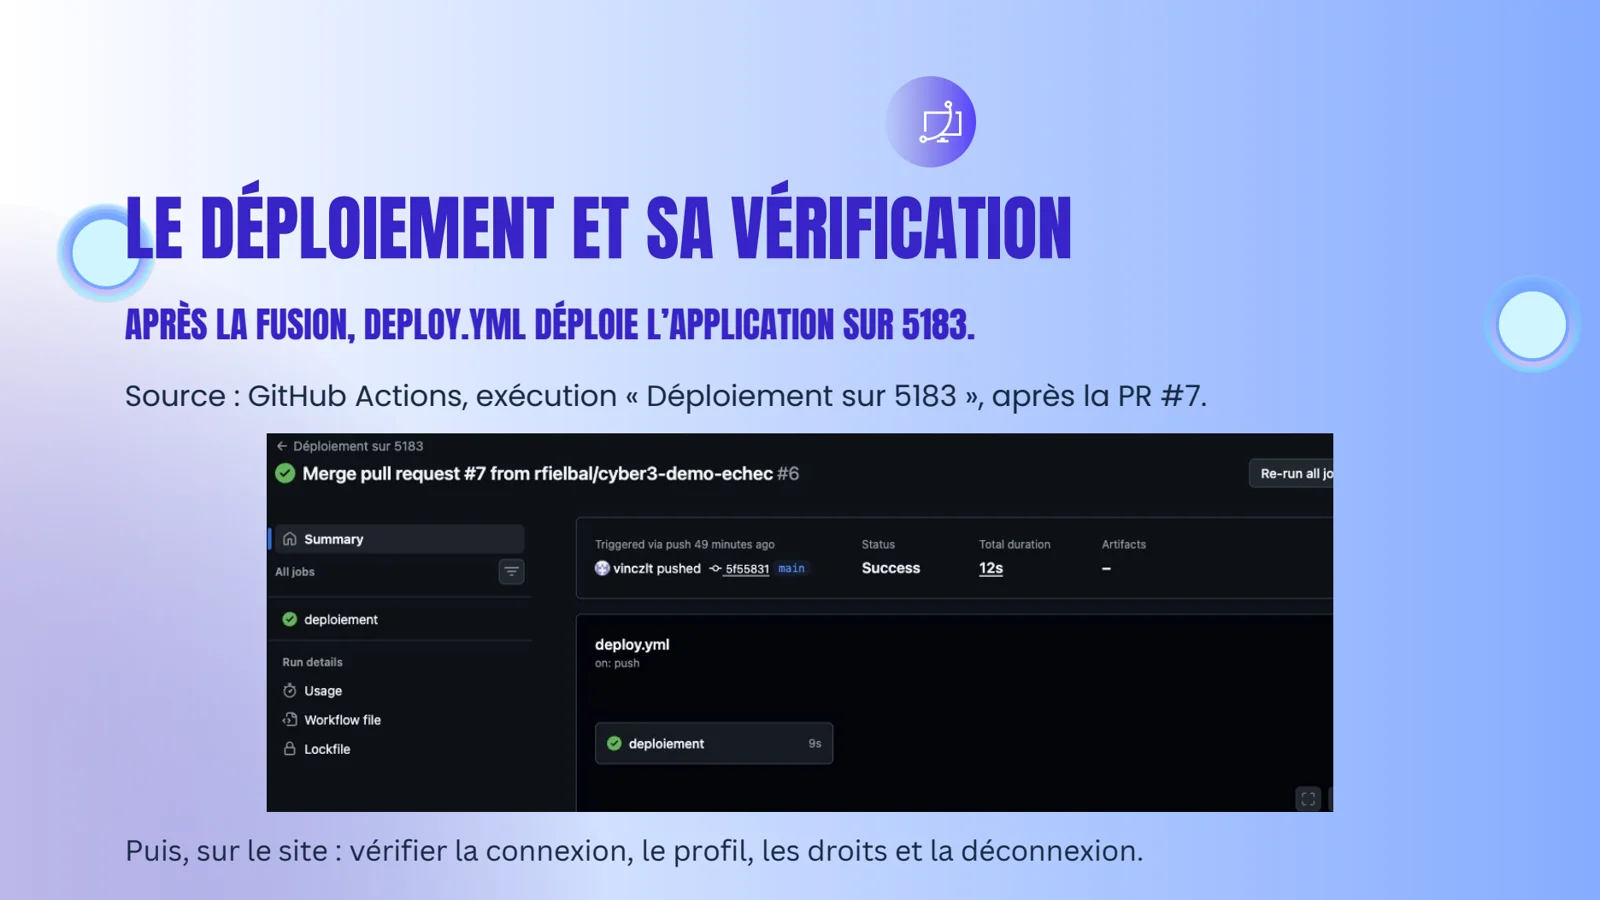 LE DÉPLOIEMENT ET SA VÉRIFICATION
APRÈS LA FUSION, DEPLOY.YML DÉPLOIE L’APPLICATION SUR 5183.
Source : GitHub Actions, exécution « Déploiement sur 5183 », après la PR #7.
← Déploiement sur 5183
Merge pull request #7 from rfielbal/cyber3-demo-echec #6
Re-run all jo
Summary
All jobs
deploiement
Run details
Usage
Workflow file
Lockfile
Triggered via push 49 minutes ago
vinczlt pushed 5f55831 main
Status
Success
Total duration
12s
Artifacts
–
deploy.yml
on: push
deploiement 9s
Puis, sur le site : vérifier la connexion, le profil, les droits et la déconnexion.